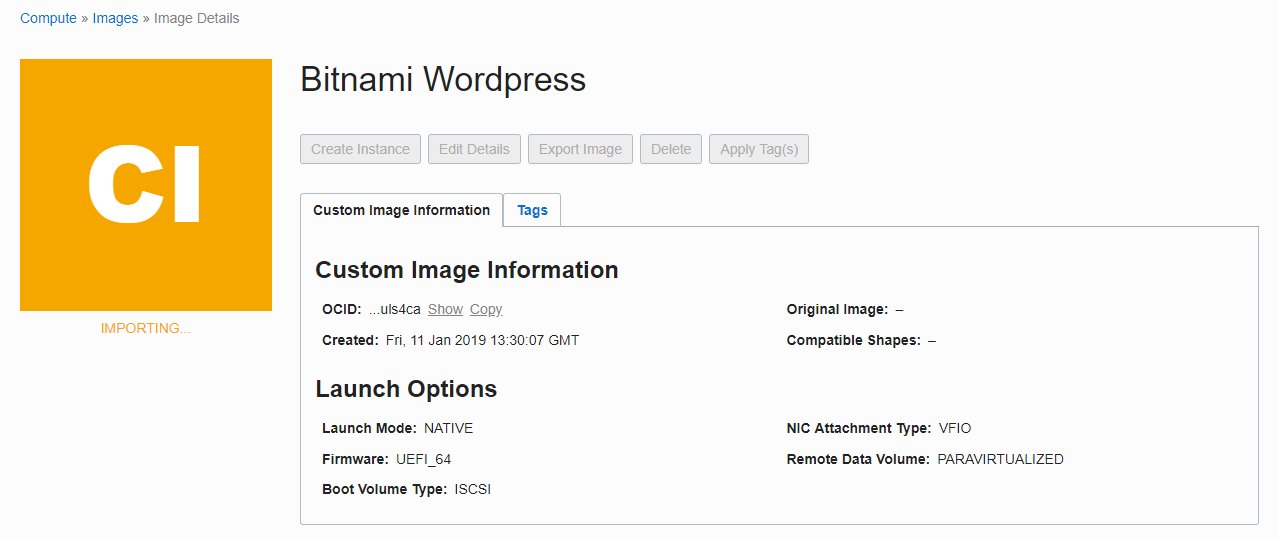 Compute » Images » Image Details
CI
IMPORTING...
Bitnami Wordpress
Create Instance Edit Details Export Image Delete Apply Tag(s)
Custom Image Information Tags
Custom Image Information
OCID: ...uls4ca Show Copy Original Image: –
Created: Fri, 11 Jan 2019 13:30:07 GMT Compatible Shapes: –
Launch Options
Launch Mode: NATIVE NIC Attachment Type: VFIO
Firmware: UEFI_64 Remote Data Volume: PARAVIRTUALIZED
Boot Volume Type: ISCSI